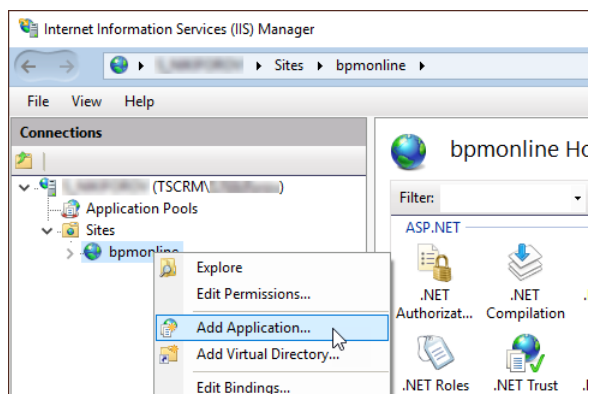 Internet Information Services (IIS) Manager
Sites bpmonline
File View Help
Connections
(TSCRM\ )
Application Pools
Sites
bpmonline
Explore
Edit Permissions...
Add Application...
Add Virtual Directory...
Edit Bindings...
bpmonline Ho
Filter:
ASP.NET
.NET Authorizat...
.NET Compilation
.NET Roles
.NET Trust